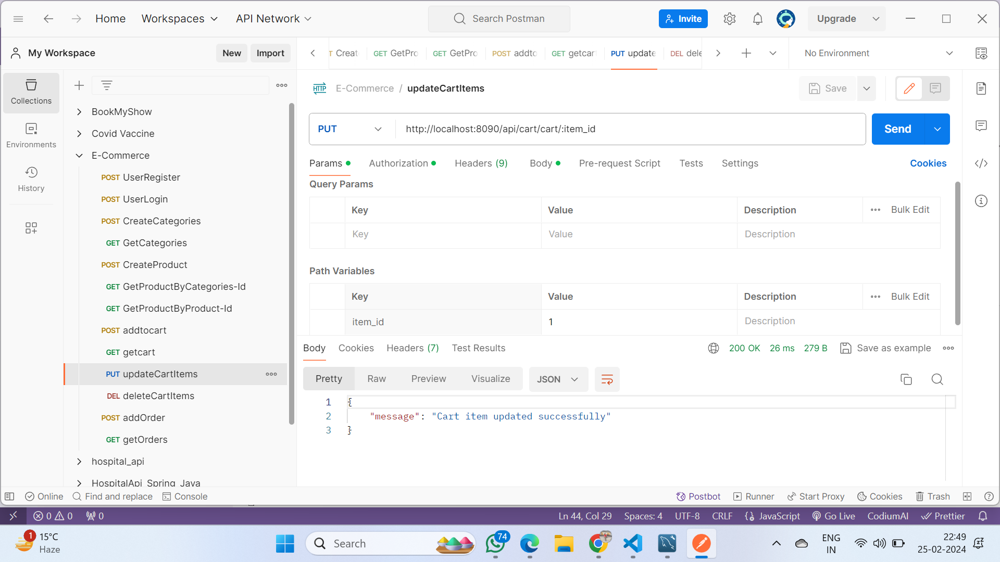 Home
Workspaces
API Network
Search Postman
Invite
Upgrade
My Workspace
New
Import
GET GetPro
GET GetPro
POST addto
GET getcar
PUT update
DEL dele
No Environment
Collections
Environments
History
BookMyShow
Covid Vaccine
E-Commerce
POST UserRegister
POST UserLogin
POST CreateCategories
GET GetCategories
POST CreateProduct
GET GetProductByCategories-Id
GET GetProductByProduct-Id
POST addtocart
GET getcart
PUT updateCartItems
DEL deleteCartItems
POST addOrder
GET getOrders
hospital_api
HospitalApi_Spring_Java
HTTP E-Commerce / updateCartItems
Save
PUT http://localhost:8090/api/cart/cart/:item_id
Send
Params Authorization Headers (9) Body Pre-request Script Tests Settings Cookies
Query Params
Key Value Description Bulk Edit
Key Value Description
Path Variables
Key Value Description Bulk Edit
item_id 1 Description
Body Cookies Headers (7) Test Results
200 OK 26 ms 279 B Save as example
Pretty Raw Preview Visualize JSON
1 {
2 "message": "Cart item updated successfully"
3 }
Online Find and replace Console
Postbot Runner Start Proxy Cookies Trash
0 0 0
Ln 44, Col 29 Spaces: 4 UTF-8 CRLF JavaScript Go Live CodiumAI Prettier
1
15°C
Haze
Search
74
ENG
IN
22:49
25-02-2024